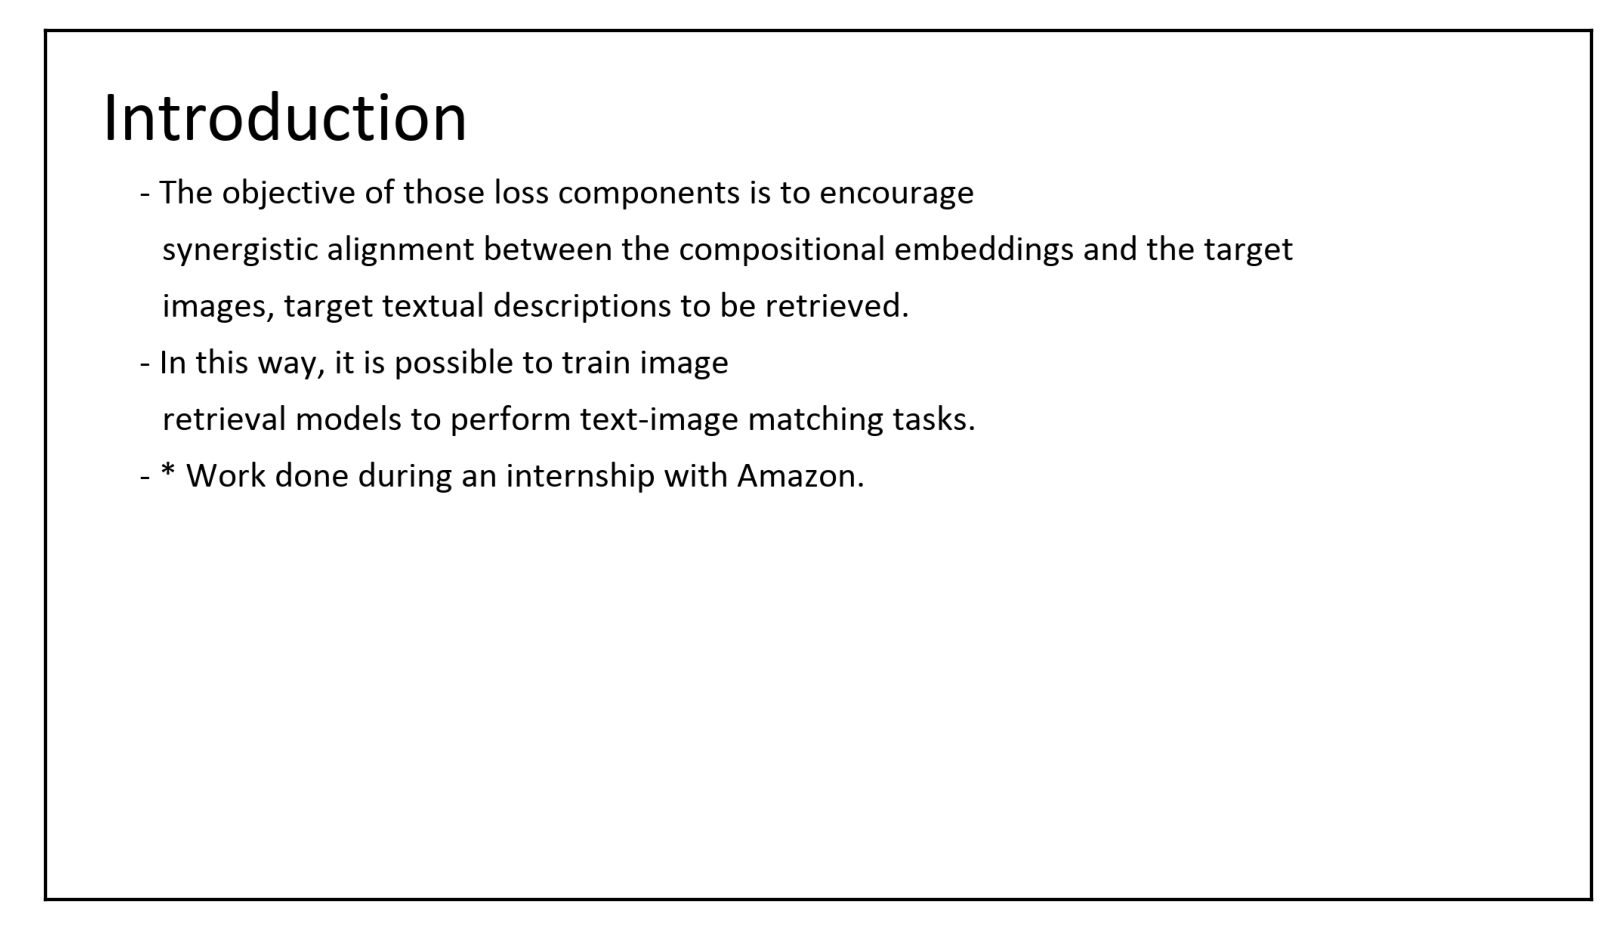 Introduction
- The objective of those loss components is to encourage
synergistic alignment between the compositional embeddings and the target
images, target textual descriptions to be retrieved.
- In this way, it is possible to train image
retrieval models to perform text-image matching tasks.
- * Work done during an internship with Amazon.